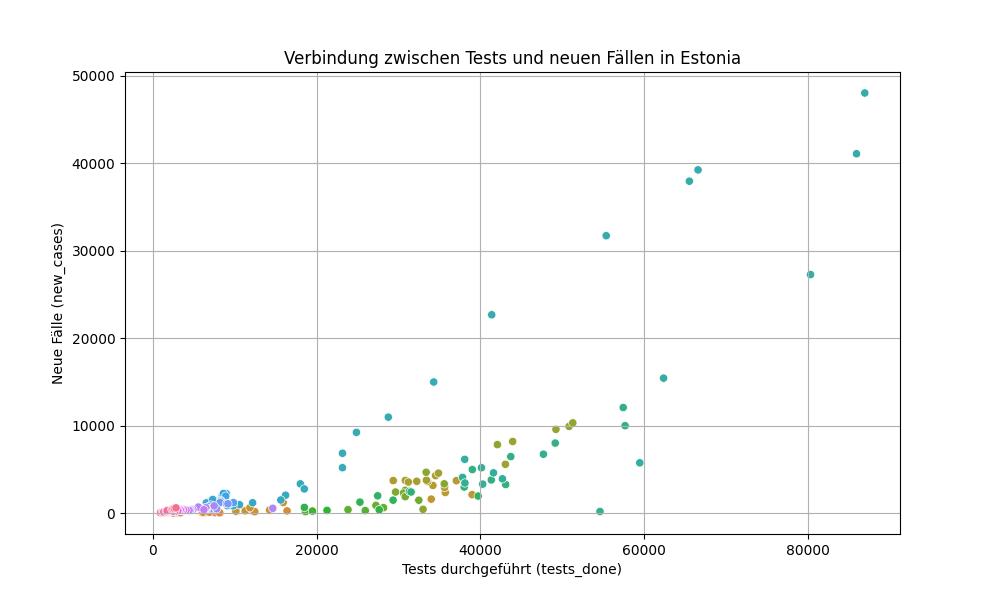 Verbindung zwischen Tests und neuen Fällen in Estonia
50000
40000
30000
20000
10000
0
Neue Fälle (new_cases)
0 20000 40000 60000 80000
Tests durchgeführt (tests_done)